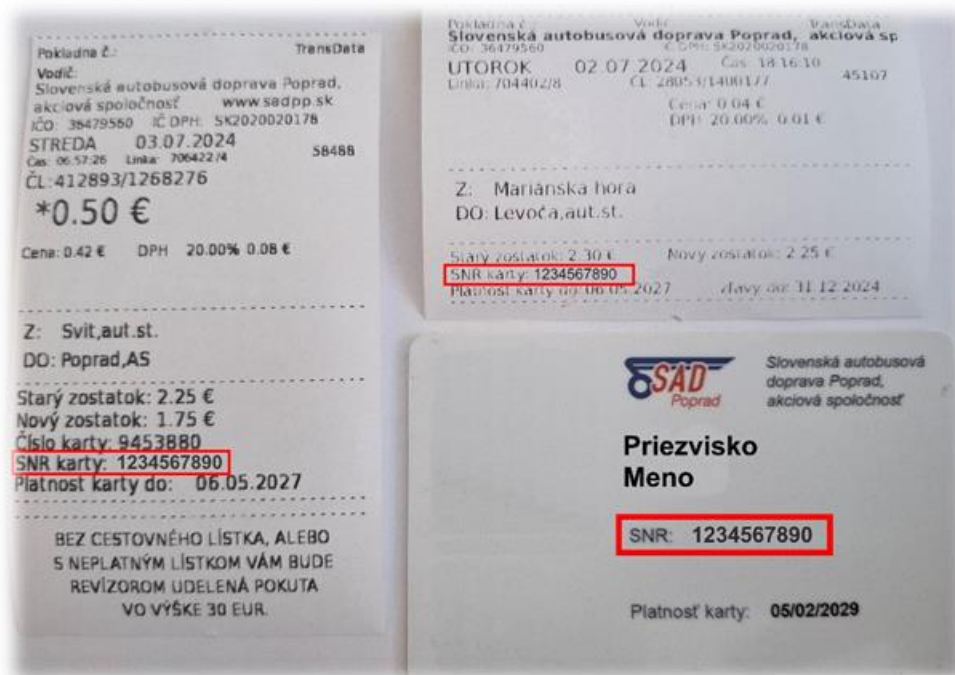 Pokladna č.: TransData
Vodič:
Slovenská autobusová doprava Poprad,
akciová spoločnosť www.sadpp.sk
IČO: 36479560 IČ DPH: SK2020020178
STREDA 03.07.2024
Čas: 06:57:26 Linka: 706422/4 58488
ČL:412893/1268276
*0.50 €
Cena: 0.42 € DPH 20.00% 0.08 €
Z: Svit,aut.st.
DO: Poprad,AS
Starý zostatok: 2.25 €
Nový zostatok: 1.75 €
Číslo karty: 9453880
SNR karty: 1234567890
Platnost karty do: 06.05.2027
BEZ CESTOVNÉHO LÍSTKA, ALEBO
S NEPLATNÝM LÍSTKOM VÁM BUDE
REVÍZOROM UDELENÁ POKUTA
VO VÝŠKE 30 EUR.
Pokladna č.: Vodič: TransData
Slovenská autobusová doprava Poprad, akciová sp
IČO: 36479560 IČ DPH: SK2020020178
UTOROK 02.07.2024 Čas: 18:16:10
Linka: 704402/8 ČL: 28053/1400177 45107
Cena: 0.04 €
DPH: 20.00% 0.01 €
Z: Mariánska hora
DO: Levoča,aut.st.
Starý zostatok: 2.30 € Nový zostatok: 2.25 €
SNR karty: 1234567890
Platnost karty do: 06.05.2027 zľavy do: 31.12.2024
SAD
Poprad
Slovenská autobusová
doprava Poprad,
akciová spoločnosť
Priezvisko
Meno
SNR: 1234567890
Platnosť karty: 05/02/2029